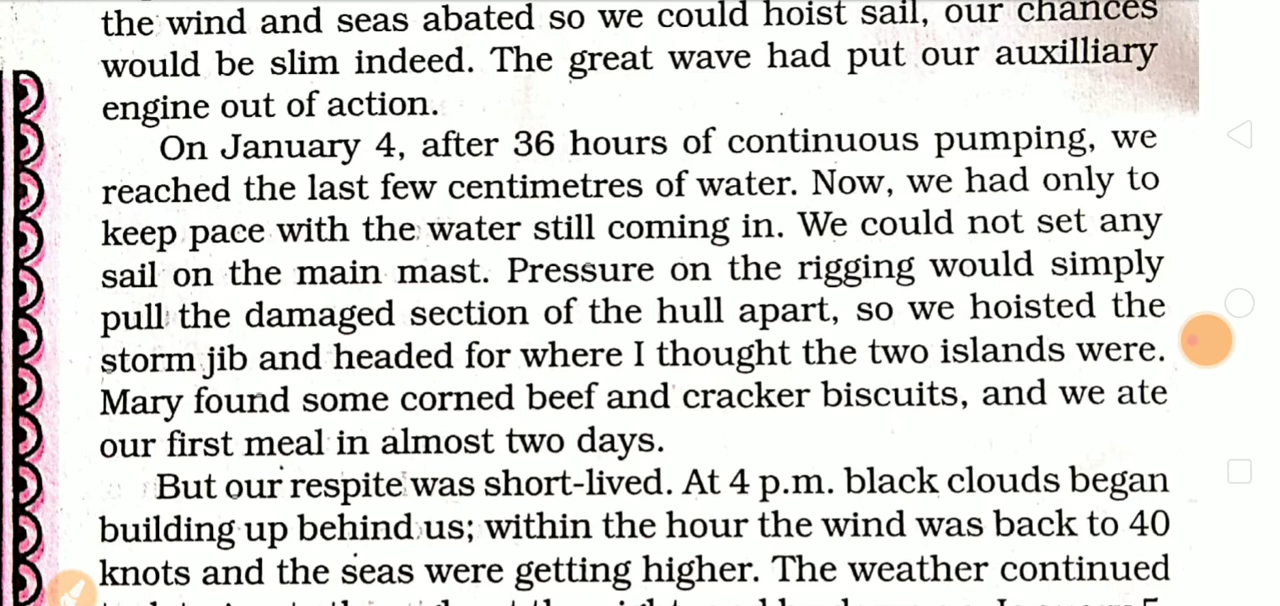 the wind and seas abated so we could hoist sail, our chances
would be slim indeed. The great wave had put our auxilliary
engine out of action.
On January 4, after 36 hours of continuous pumping, we
reached the last few centimetres of water. Now, we had only to
keep pace with the water still coming in. We could not set any
sail on the main mast. Pressure on the rigging would simply
pull the damaged section of the hull apart, so we hoisted the
storm jib and headed for where I thought the two islands were.
Mary found some corned beef and cracker biscuits, and we ate
our first meal in almost two days.
But our respite was short-lived. At 4 p.m. black clouds began
building up behind us; within the hour the wind was back to 40
knots and the seas were getting higher. The weather continued